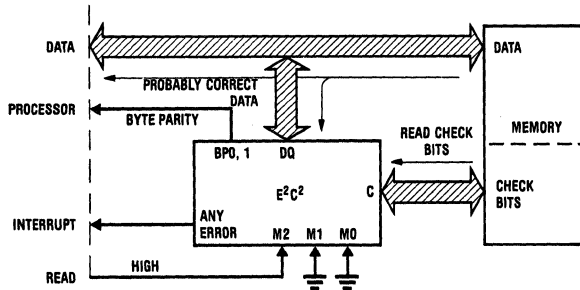 DATA
DATA
PROBABLY CORRECT
DATA
PROCESSOR
BYTE PARITY
READ CHECK
BITS
MEMORY
BP0, 1
DQ
E²C²
C
CHECK
BITS
INTERRUPT
ANY
ERROR
M2
M1
M0
READ
HIGH